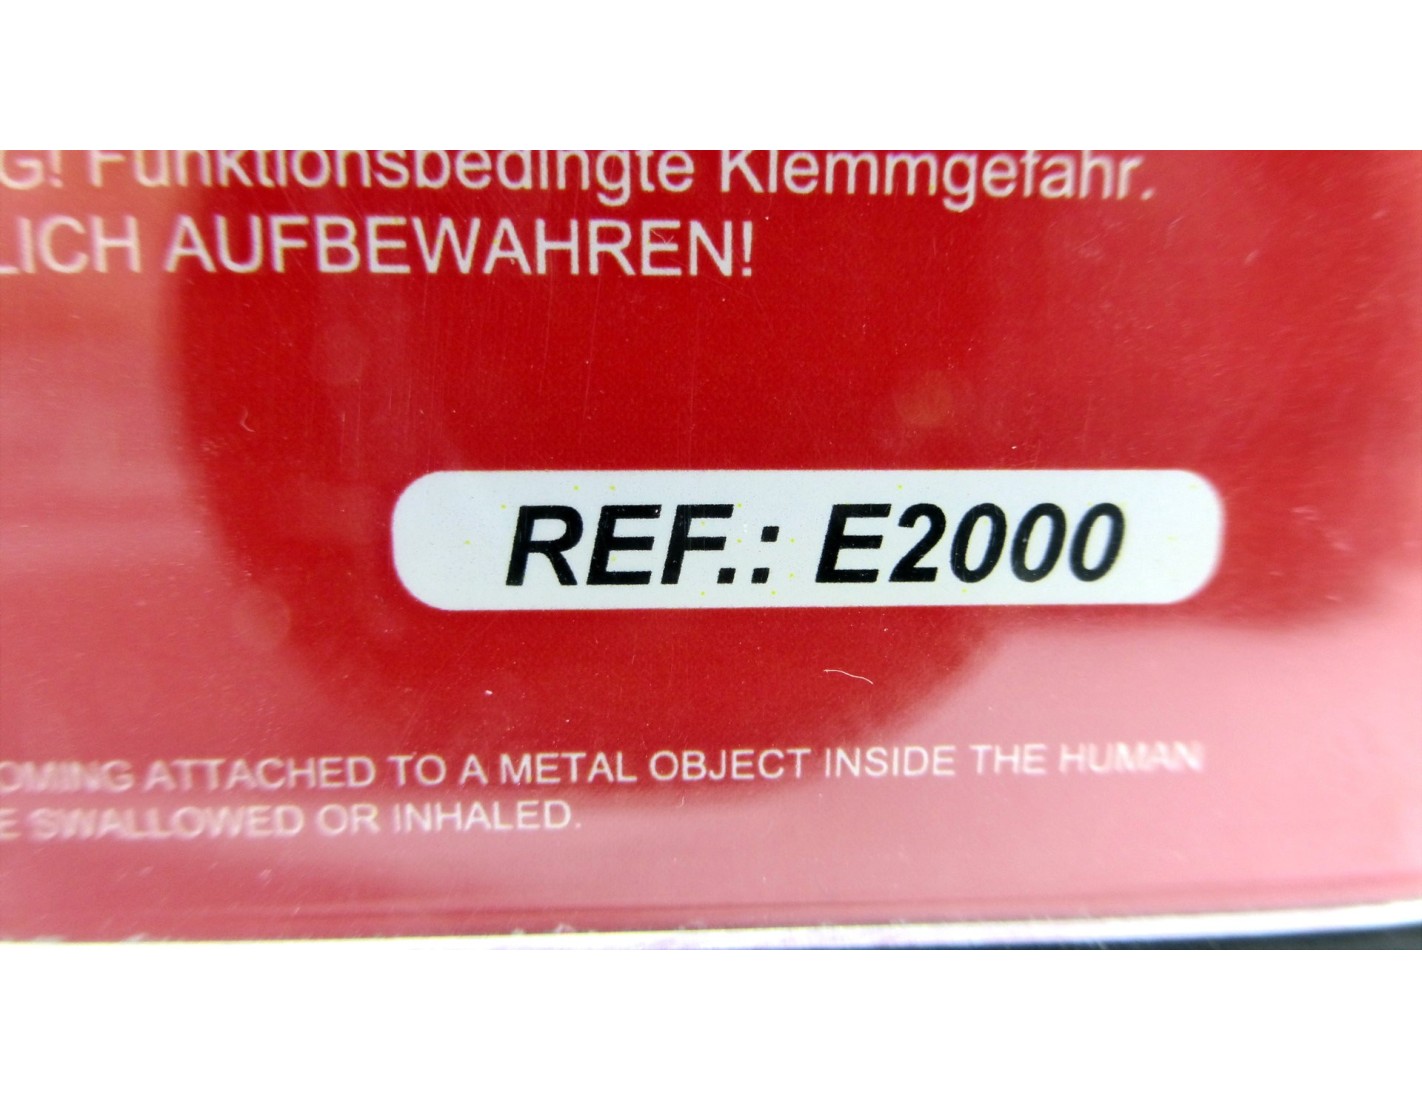 G! Funktionsbedingte Klemmgefahr.
LICH AUFBEWAHREN!
REF.: E2000
OMING ATTACHED TO A METAL OBJECT INSIDE THE HUMAN
E SWALLOWED OR INHALED.